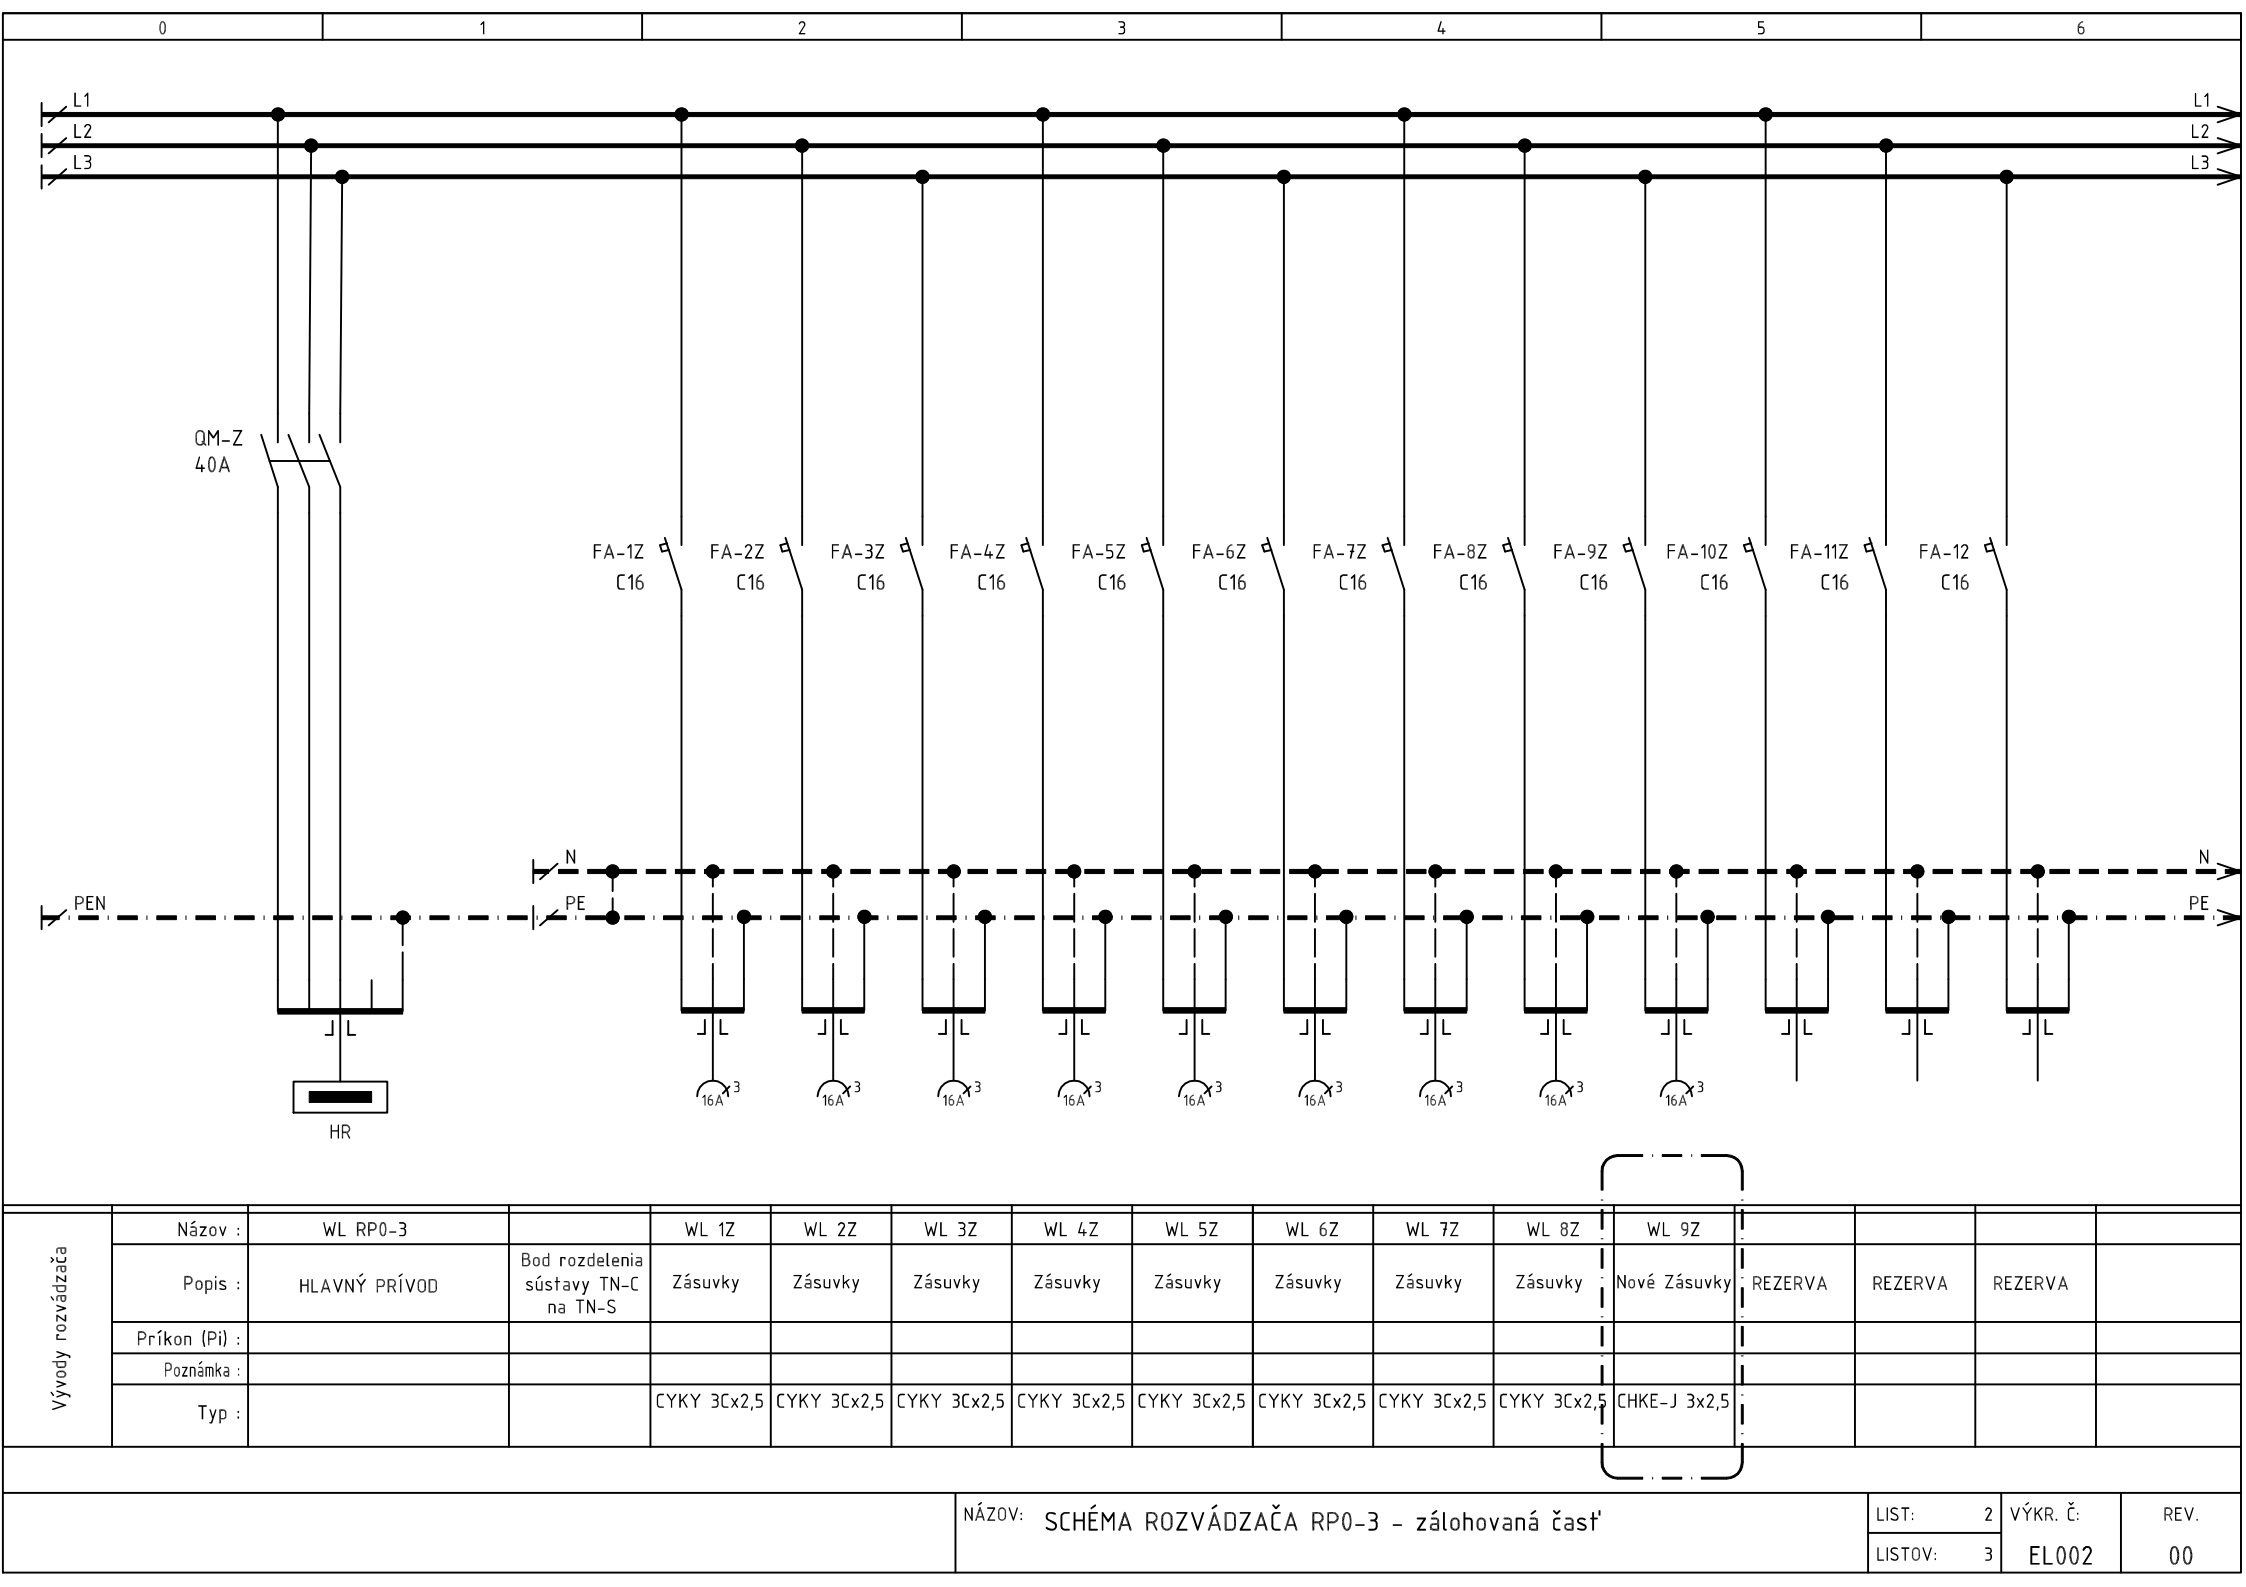 0 1 2 3 4 5 6
L1 L1
L2 L2
L3 L3
QM-Z
40A
FA-1Z FA-2Z FA-3Z FA-4Z FA-5Z FA-6Z FA-7Z FA-8Z FA-9Z FA-10Z FA-11Z FA-12
C16 C16 C16 C16 C16 C16 C16 C16 C16 C16 C16 C16
N N
PEN PE PE
3 3 3 3 3 3 3 3 3
16A 16A 16A 16A 16A 16A 16A 16A 16A
HR
Vývody rozvádzača
Názov : WL RP0-3 WL 1Z WL 2Z WL 3Z WL 4Z WL 5Z WL 6Z WL 7Z WL 8Z WL 9Z
Popis : HLAVNÝ PRÍVOD
Bod rozdelenia
sústavy TN-C
na TN-S
Zásuvky Zásuvky Zásuvky Zásuvky Zásuvky Zásuvky Zásuvky Zásuvky Nové Zásuvky REZERVA REZERVA REZERVA
Príkon (Pi) :
Poznámka :
Typ : CYKY 3Cx2,5 CYKY 3Cx2,5 CYKY 3Cx2,5 CYKY 3Cx2,5 CYKY 3Cx2,5 CYKY 3Cx2,5 CYKY 3Cx2,5 CYKY 3Cx2,5 CHKE-J 3x2,5
NÁZOV: SCHÉMA ROZVÁDZAČA RP0-3 - zálohovaná časť
LIST: 2 VÝKR. Č: REV.
LISTOV: 3 EL002 00